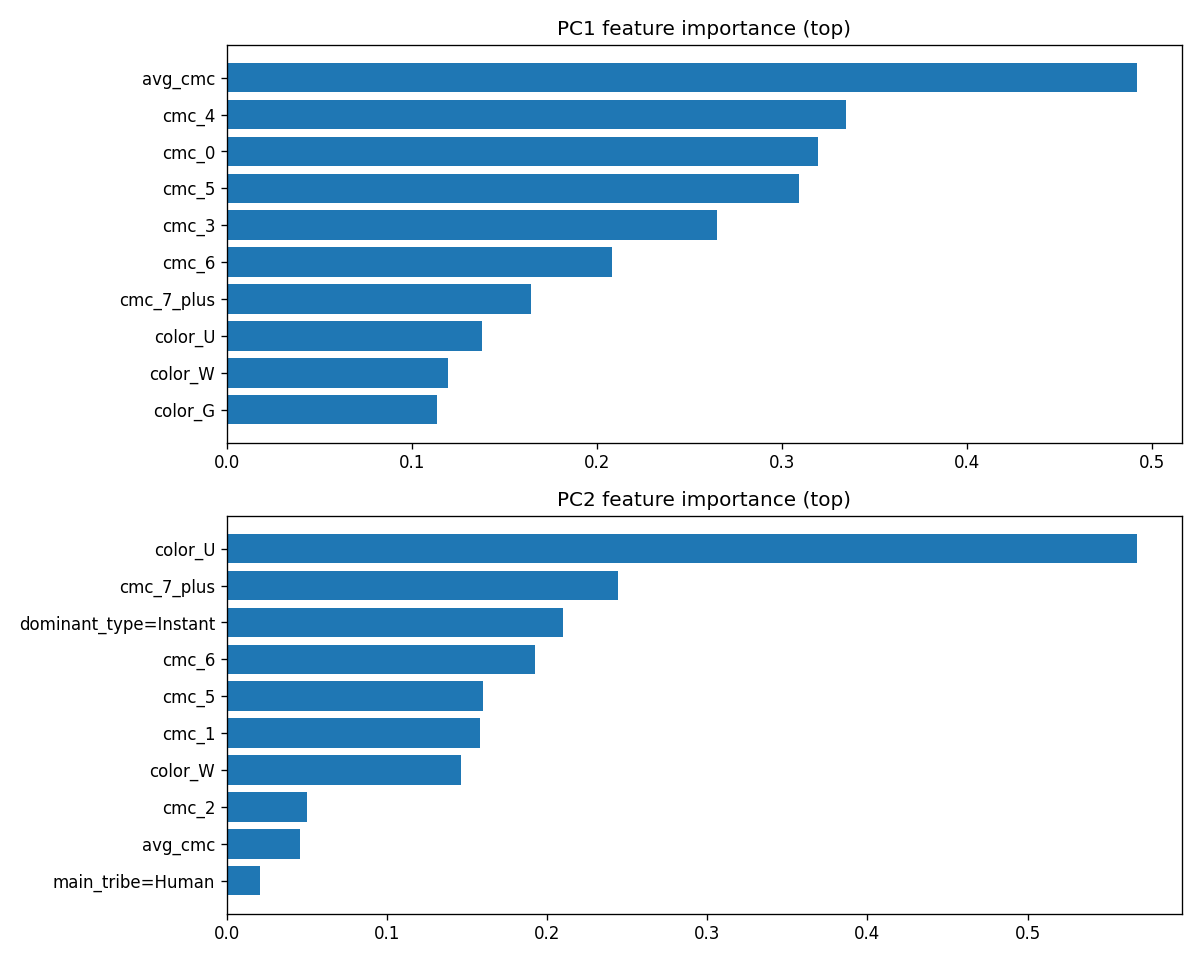 PC1 feature importance (top)
avg_cmc
cmc_4
cmc_0
cmc_5
cmc_3
cmc_6
cmc_7_plus
color_U
color_W
color_G
0.0 0.1 0.2 0.3 0.4 0.5
PC2 feature importance (top)
color_U
cmc_7_plus
dominant_type=Instant
cmc_6
cmc_5
cmc_1
color_W
cmc_2
avg_cmc
main_tribe=Human
0.0 0.1 0.2 0.3 0.4 0.5